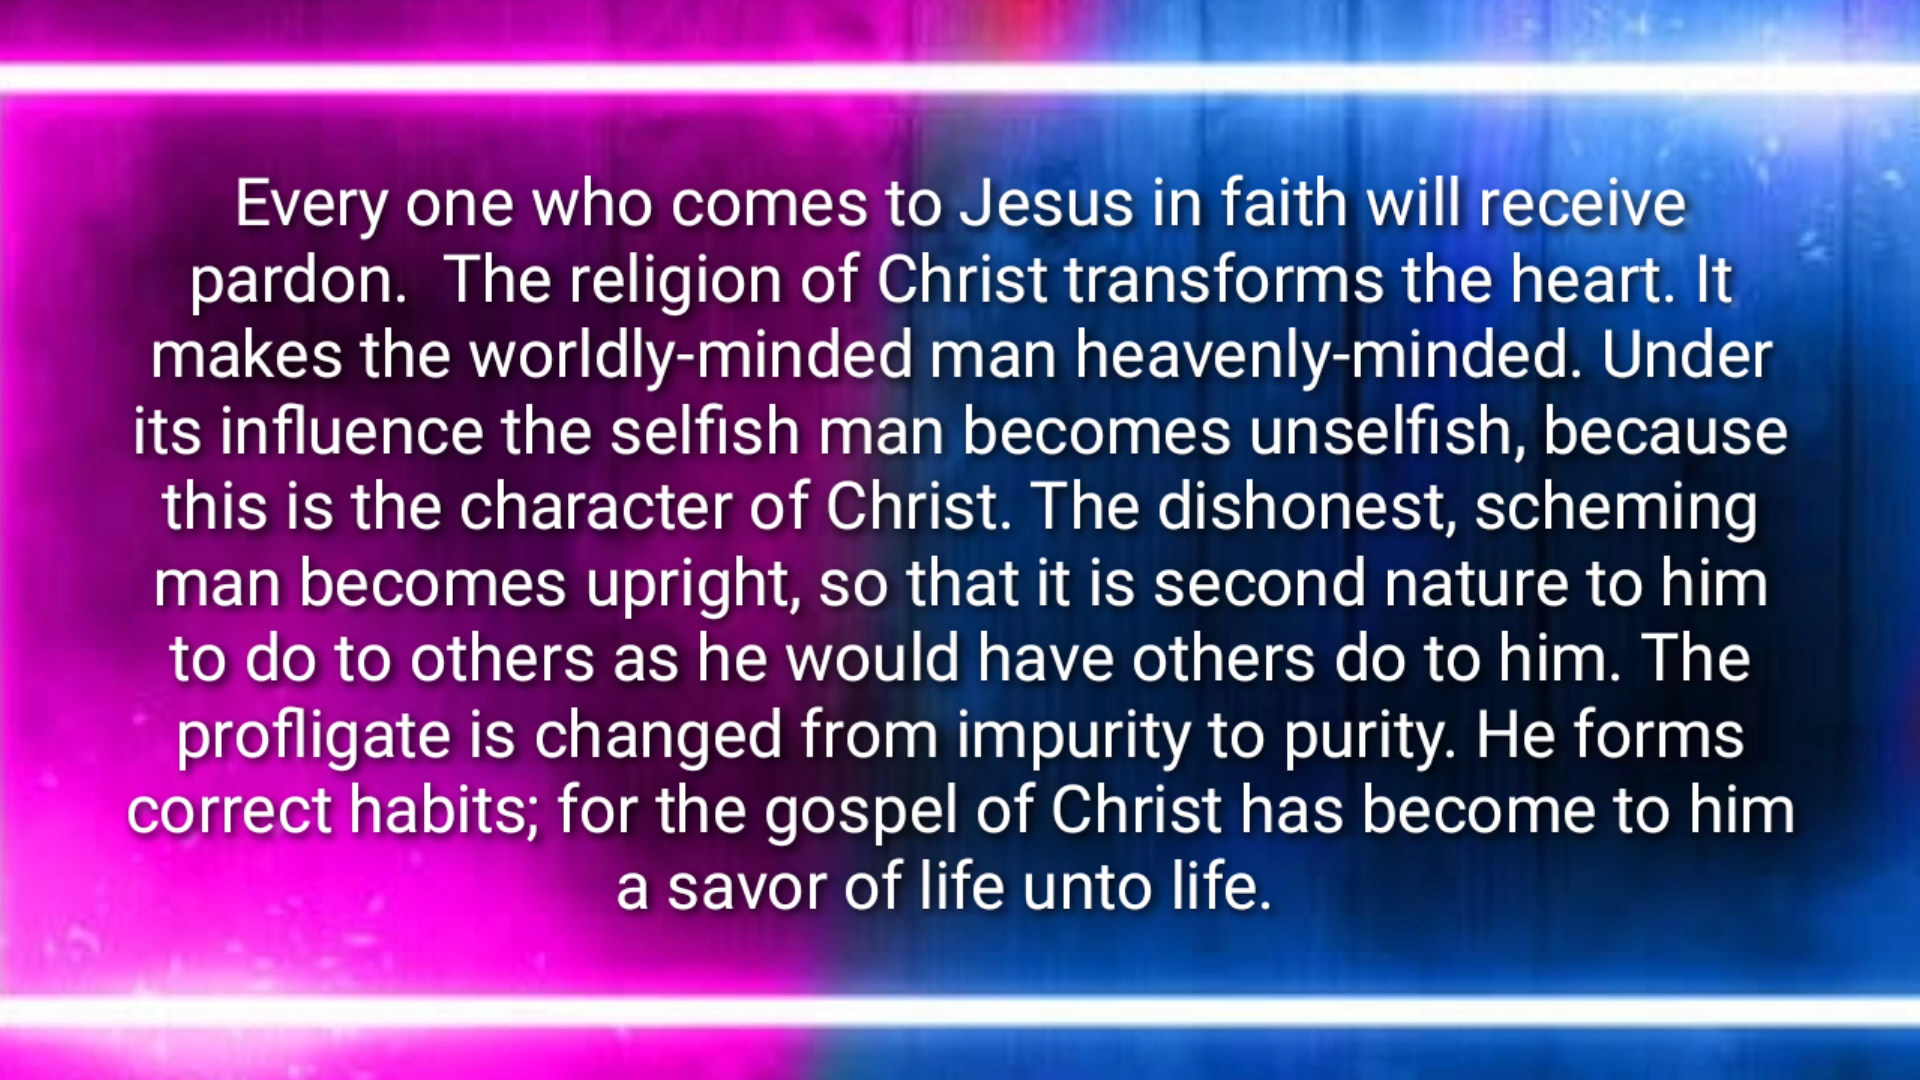 Every one who comes to Jesus in faith will receive
pardon.  The religion of Christ transforms the heart. It
makes the worldly-minded man heavenly-minded. Under
its influence the selfish man becomes unselfish, because
this is the character of Christ. The dishonest, scheming
man becomes upright, so that it is second nature to him
to do to others as he would have others do to him. The
profligate is changed from impurity to purity. He forms
correct habits; for the gospel of Christ has become to him
a savor of life unto life.